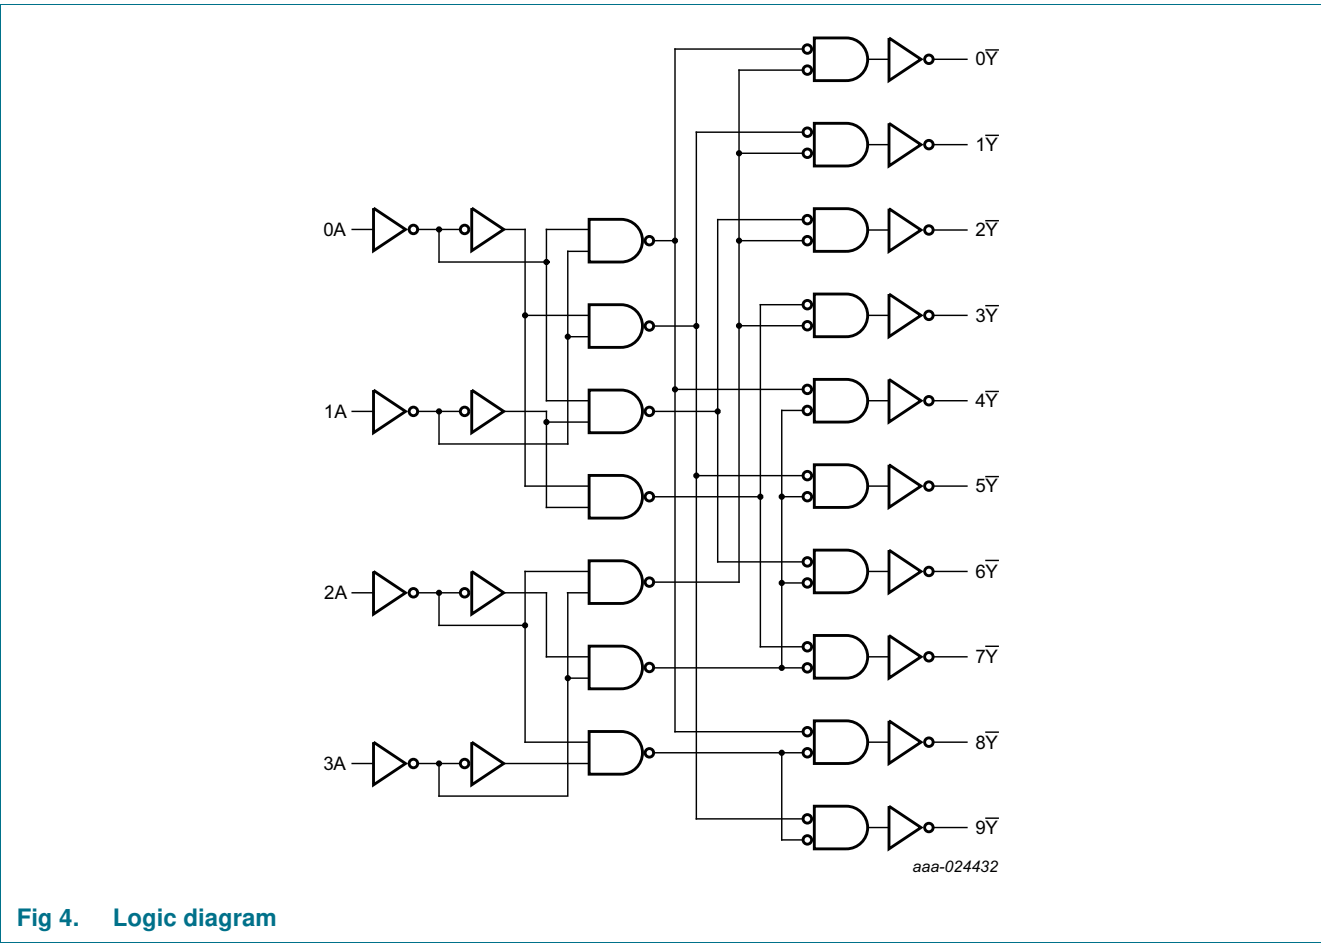 0Y̅
1Y̅
0A
2Y̅
3Y̅
1A
4Y̅
5Y̅
2A
6Y̅
7Y̅
3A
8Y̅
9Y̅
aaa-024432
Fig 4. Logic diagram